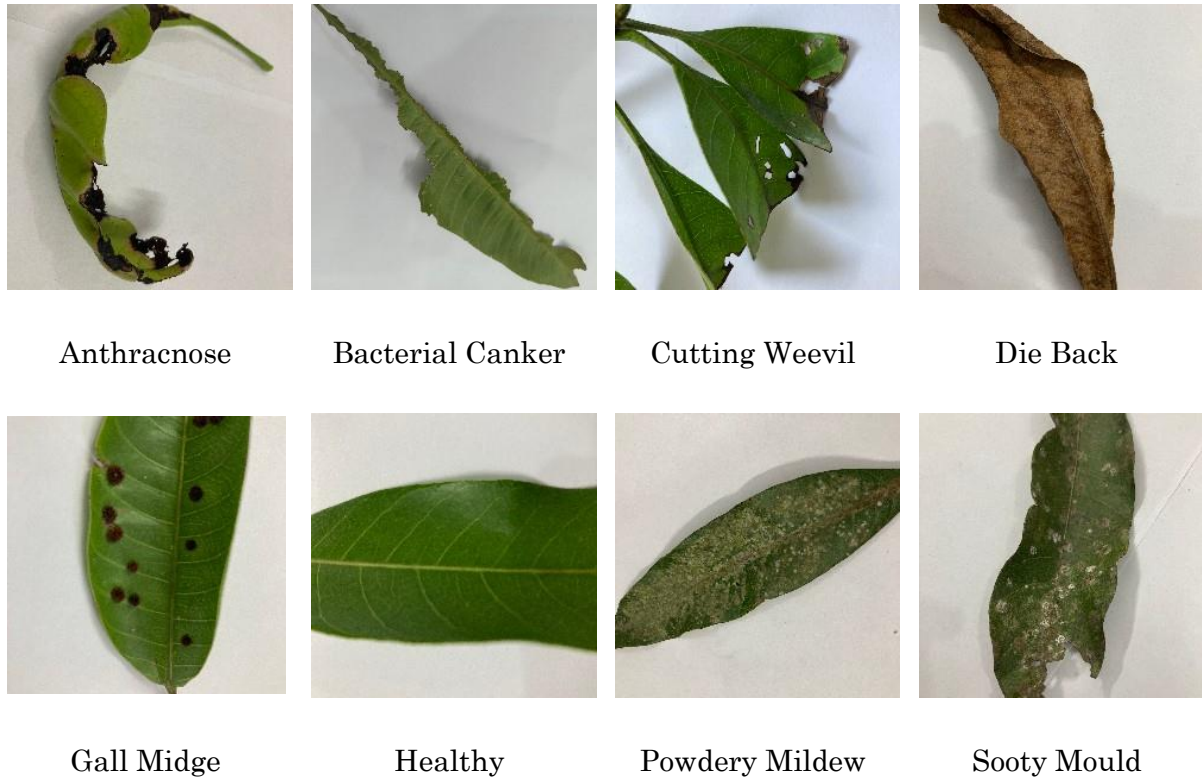 Anthracnose
Bacterial Canker
Cutting Weevil
Die Back
Gall Midge
Healthy
Powdery Mildew
Sooty Mould